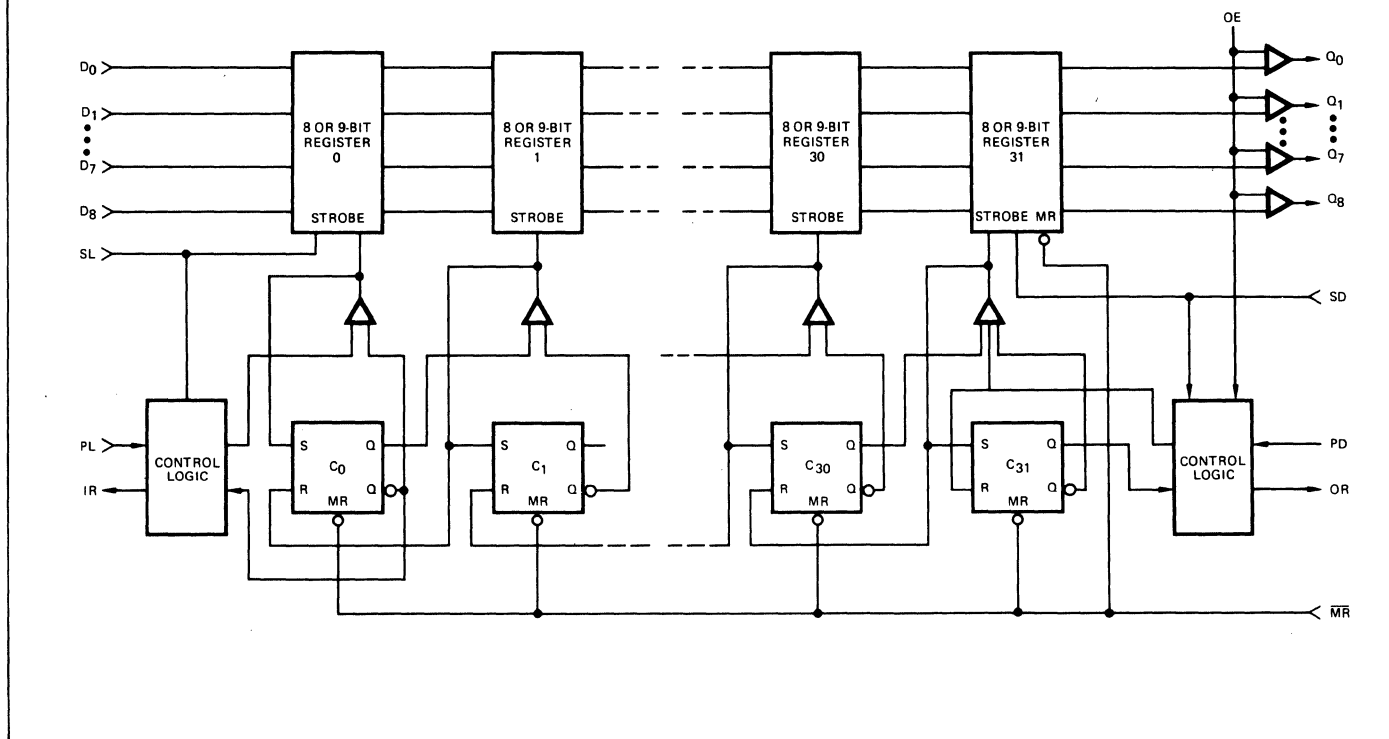 OE
D0
D1
D7
D8
SL
8 OR 9-BIT
REGISTER
0
STROBE
8 OR 9-BIT
REGISTER
1
STROBE
8 OR 9-BIT
REGISTER
30
STROBE
8 OR 9-BIT
REGISTER
31
STROBE MR
Q0
Q1
Q7
Q8
SD
PL
IR
CONTROL
LOGIC
S Q
C0
R Q
MR
S Q
C1
R Q
MR
S Q
C30
R Q
MR
S Q
C31
R Q
MR
CONTROL
LOGIC
PD
OR
MR